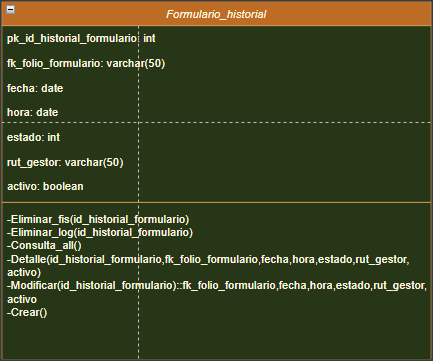 Formulario_historial
pk_id_historial_formulario: int
fk_folio_formulario: varchar(50)
fecha: date
hora: date
estado: int
rut_gestor: varchar(50)
activo: boolean
-Eliminar_fis(id_historial_formulario)
-Eliminar_log(id_historial_formulario)
-Consulta_all()
-Detalle(id_historial_formulario,fk_folio_formulario,fecha,hora,estado,rut_gestor,
activo)
-Modificar(id_historial_formulario)::fk_folio_formulario,fecha,hora,estado,rut_gestor,
activo
-Crear()